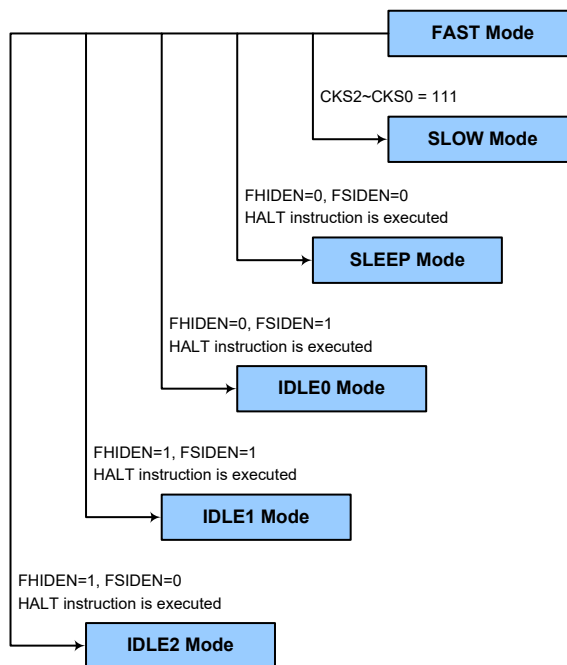 FAST Mode
CKS2~CKS0 = 111
SLOW Mode
FHIDEN=0, FSIDEN=0
HALT instruction is executed
SLEEP Mode
FHIDEN=0, FSIDEN=1
HALT instruction is executed
IDLE0 Mode
FHIDEN=1, FSIDEN=1
HALT instruction is executed
IDLE1 Mode
FHIDEN=1, FSIDEN=0
HALT instruction is executed
IDLE2 Mode